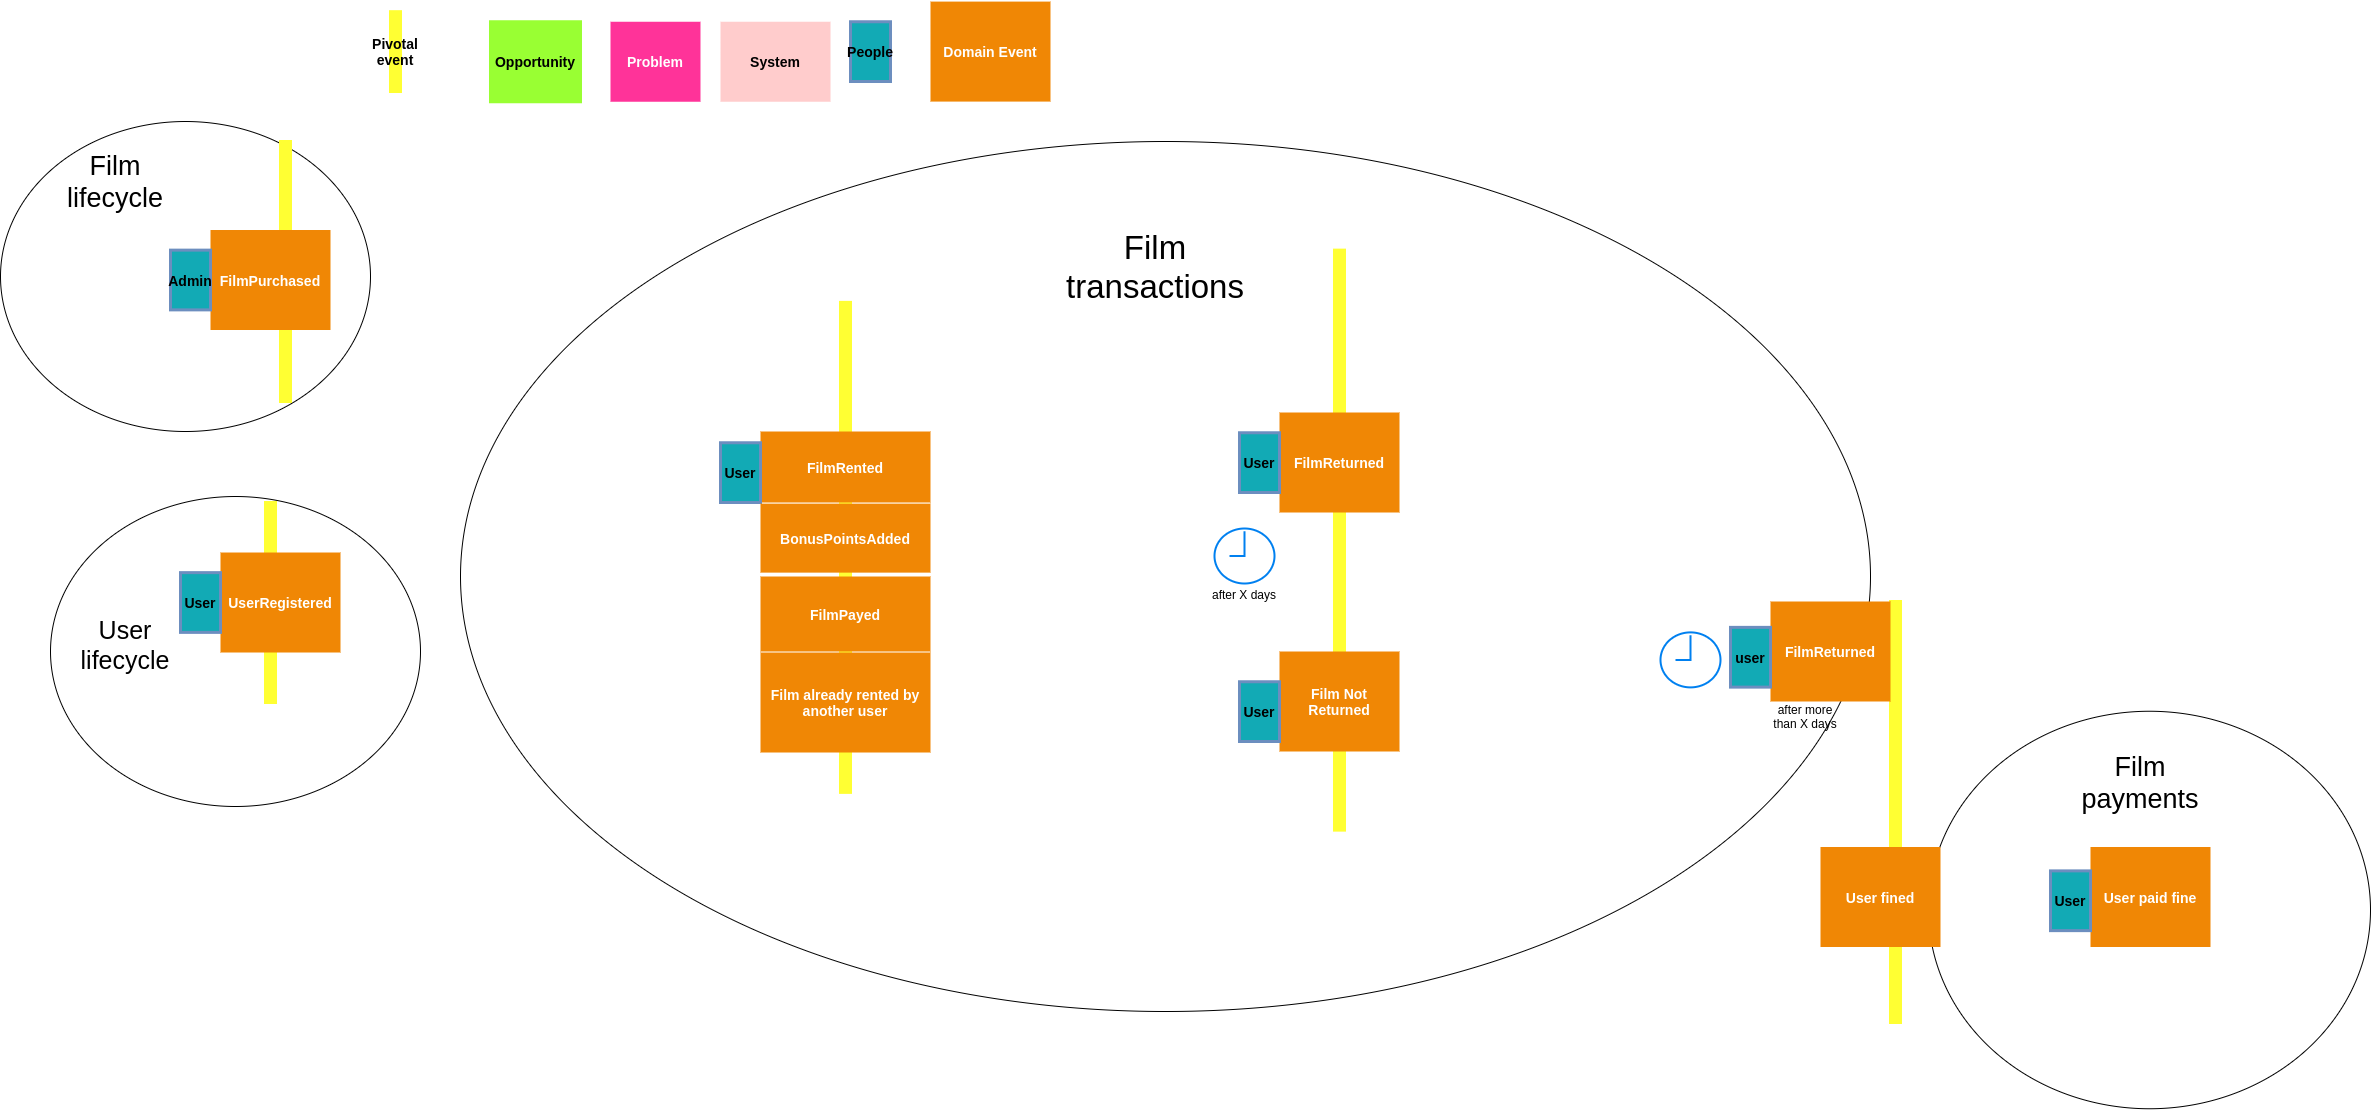 Pivotal
event
Opportunity
Problem
System
People
Domain Event
Film
lifecycle
Admin
FilmPurchased
User
UserRegistered
User
lifecycle
Film
transactions
User
FilmRented
BonusPointsAdded
FilmPayed
Film already rented by
another user
User
FilmReturned
after X days
User
Film Not
Returned
user
FilmReturned
after more
than X days
User fined
Film
payments
User
User paid fine